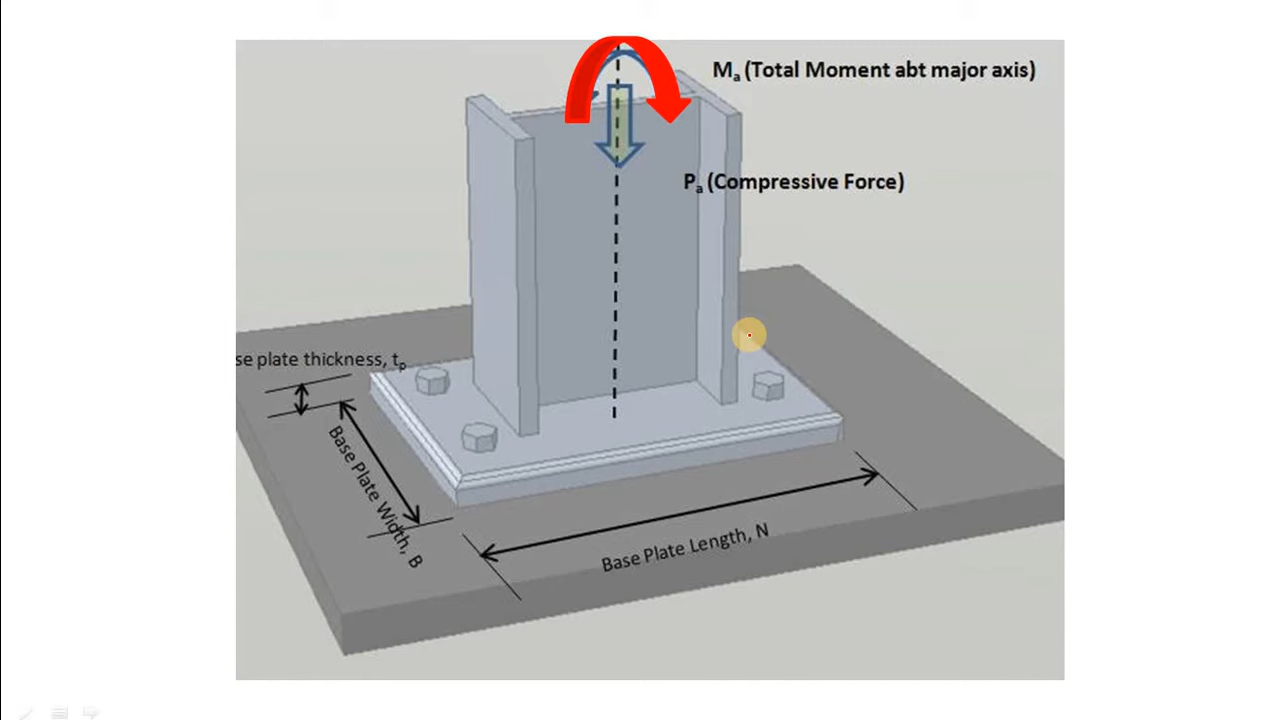 Ma (Total Moment abt major axis)
Pa (Compressive Force)
se plate thickness, tp
Base Plate Width, B
Base Plate Length, N